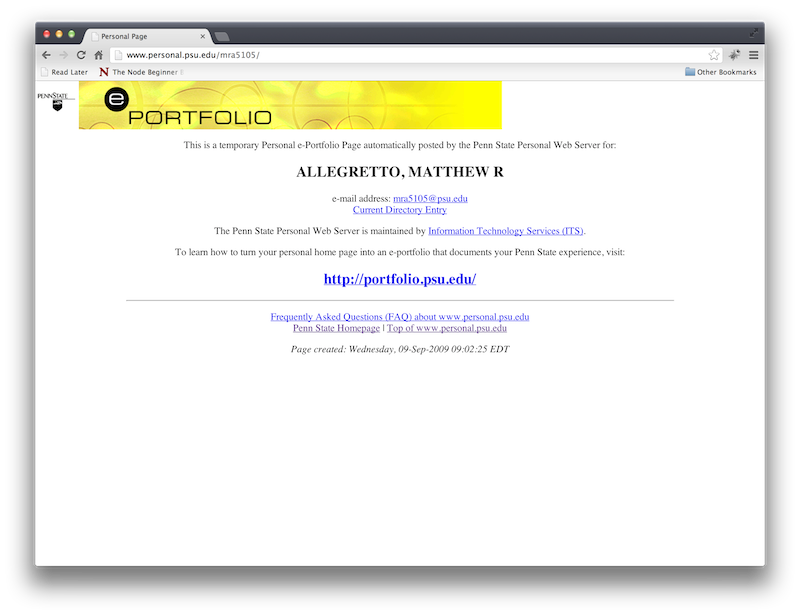 Personal Page
www.personal.psu.edu/mra5105/
Read Later
The Node Beginner
Other Bookmarks
PENNSTATE
e
PORTFOLIO
This is a temporary Personal e-Portfolio Page automatically posted by the Penn State Personal Web Server for:
ALLEGRETTO, MATTHEW R
e-mail address: mra5105@psu.edu
Current Directory Entry
The Penn State Personal Web Server is maintained by Information Technology Services (ITS).
To learn how to turn your personal home page into an e-portfolio that documents your Penn State experience, visit:
http://portfolio.psu.edu/
Frequently Asked Questions (FAQ) about www.personal.psu.edu
Penn State Homepage | Top of www.personal.psu.edu
Page created: Wednesday, 09-Sep-2009 09:02:25 EDT